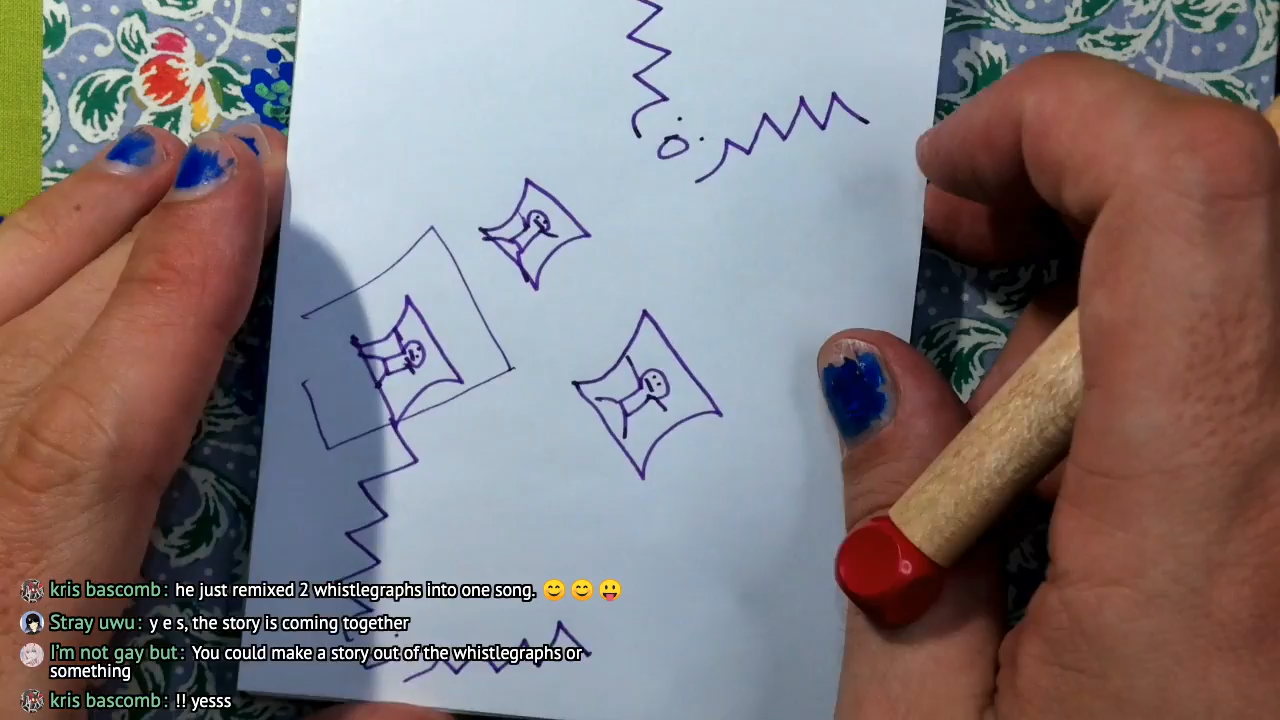 kris bascomb: he just remixed 2 whistlegraphs into one song. 😊 😊 😛
Stray uwu: y e s, the story is coming together
I'm not gay but: You could make a story out of the whistlegraphs or
something
kris bascomb: !! yesss